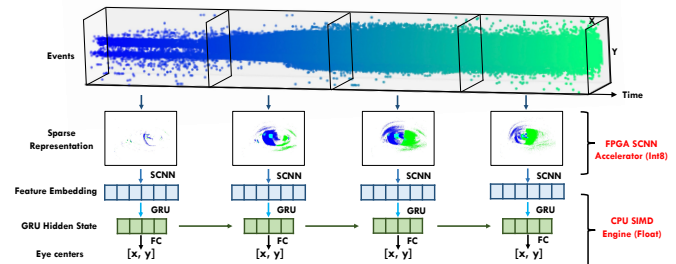 X
Y
Events
Time
Sparse
Representation
FPGA SCNN
Accelerator (Int8)
SCNN SCNN SCNN SCNN
Feature Embedding
GRU GRU GRU GRU
GRU Hidden State
CPU SIMD
Engine (Float)
FC FC FC FC
Eye centers [x, y] [x, y] [x, y] [x, y]